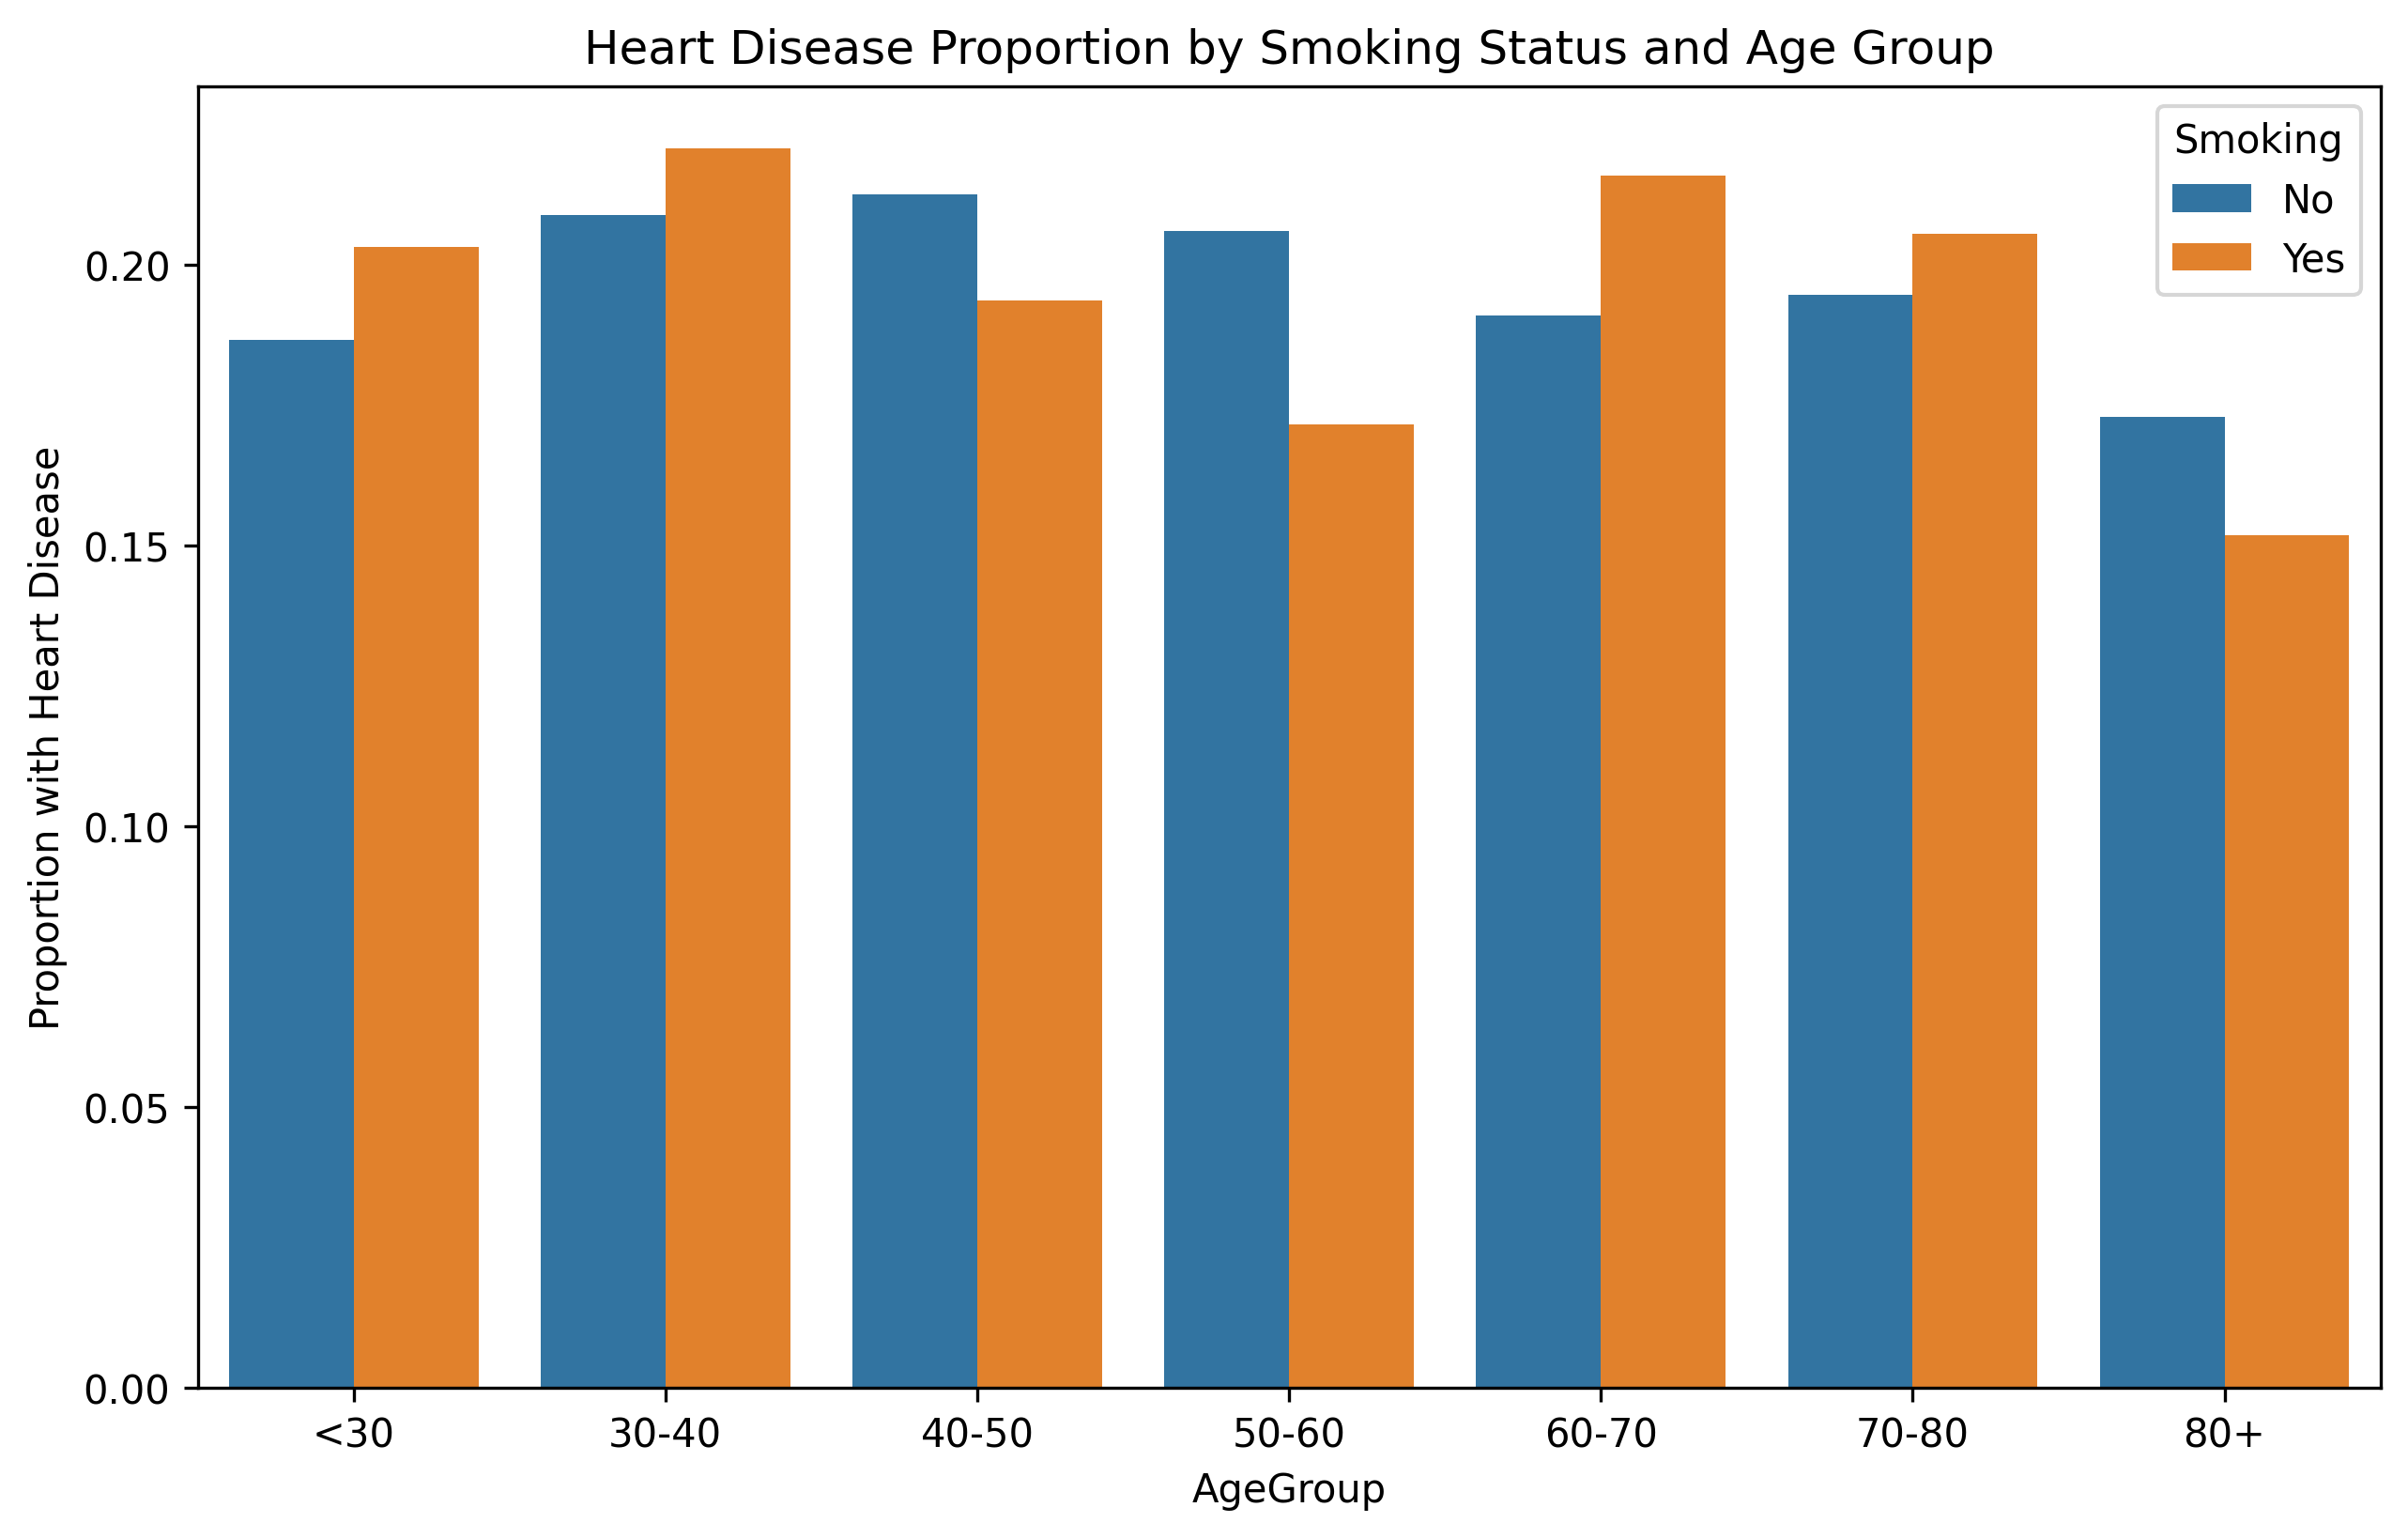 Heart Disease Proportion by Smoking Status and Age Group
Smoking
No
Yes
Proportion with Heart Disease
0.20
0.15
0.10
0.05
0.00
<30
30-40
40-50
50-60
60-70
70-80
80+
AgeGroup